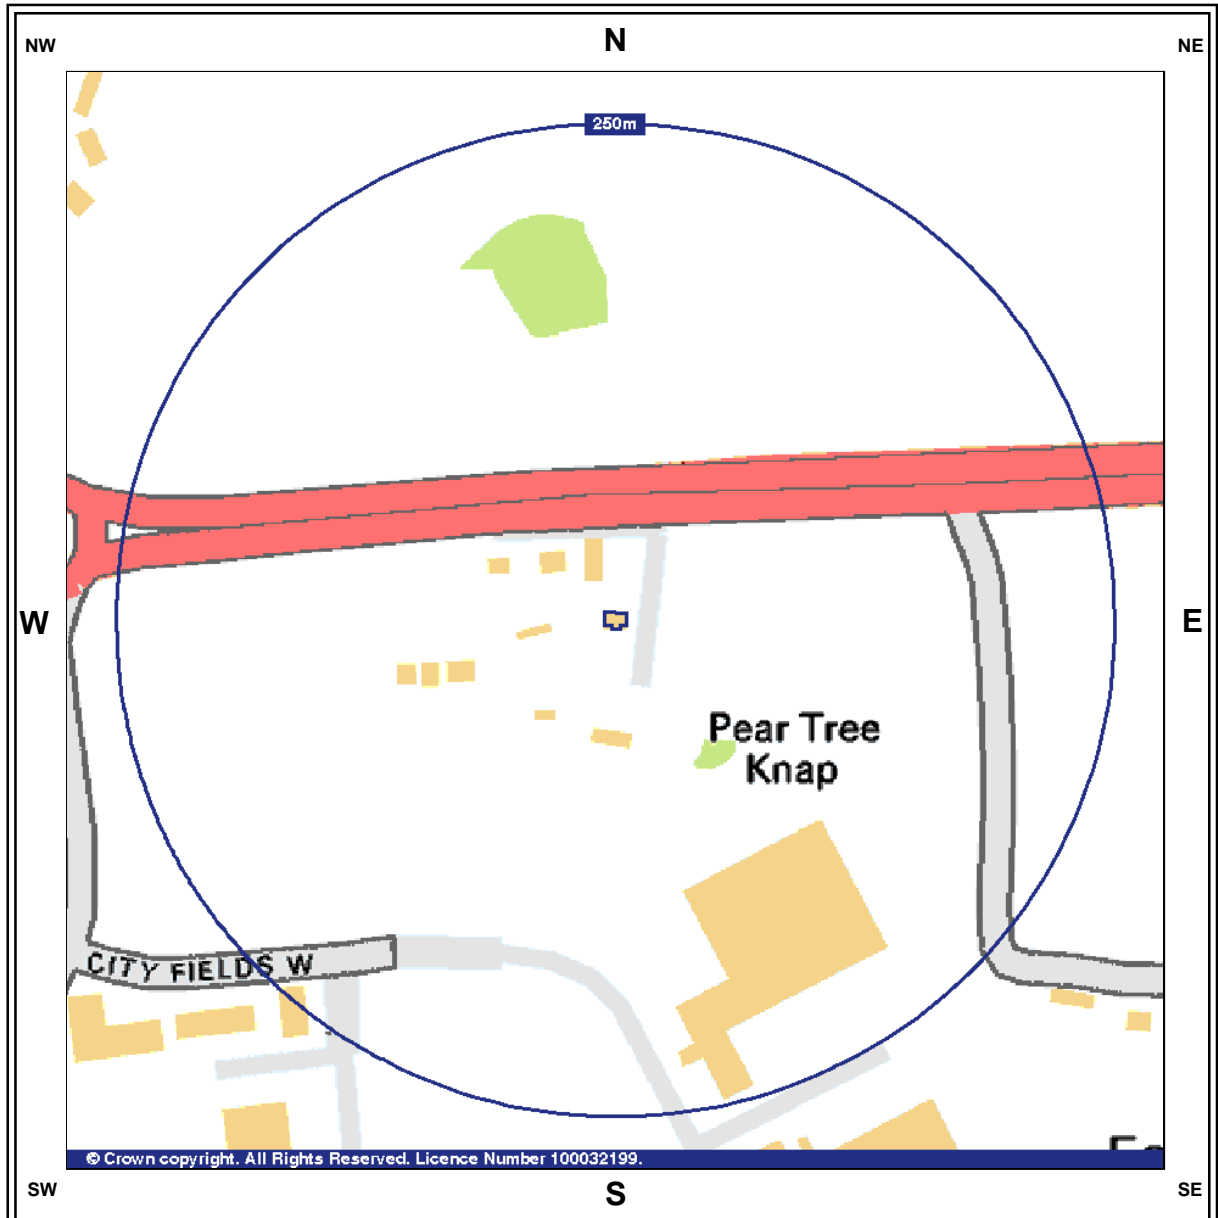 NW N NE
250m
W E
Pear Tree
Knap
CITY FIELDS W
© Crown copyright. All Rights Reserved. Licence Number 100032199.
SW S SE